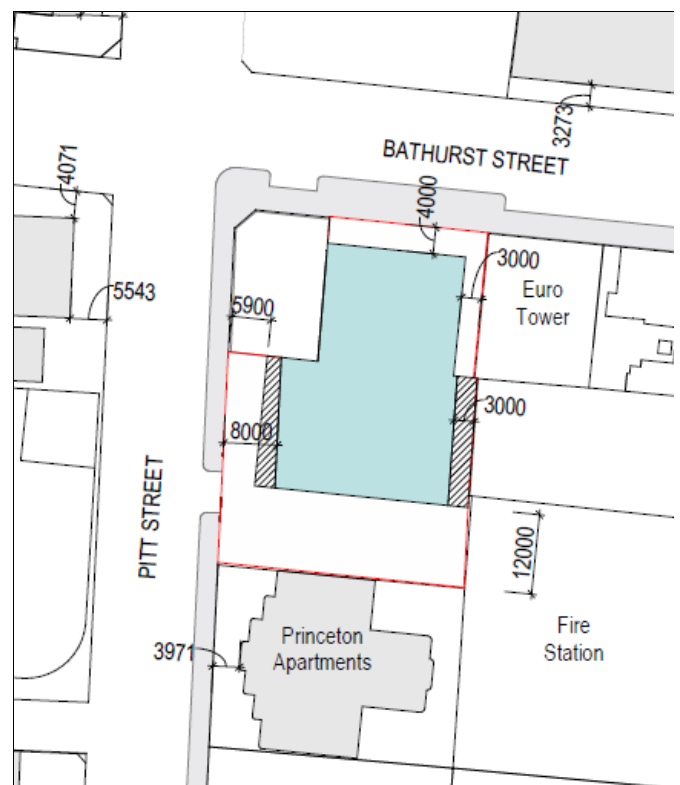 3273
BATHURST STREET
4071
4000
3000
Euro
Tower
5543
5900
3000
8000
PITT STREET
12000
Fire
Station
Princeton
Apartments
3971